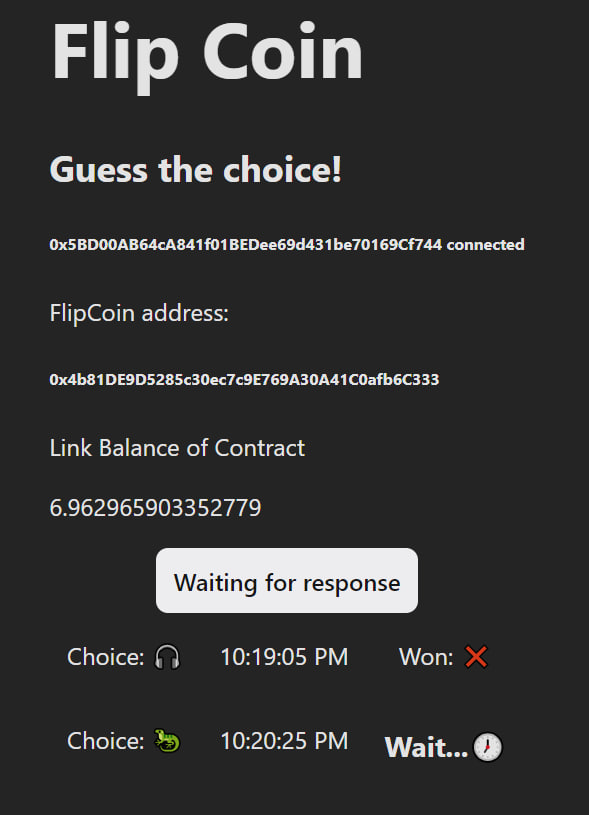 Flip Coin
Guess the choice!
0x5BD00AB64cA841f01BEDee69d431be70169Cf744 connected
FlipCoin address:
0x4b81DE9D5285c30ec7c9E769A30A41C0afb6C333
Link Balance of Contract
6.962965903352779
Waiting for response
Choice: 🎧 10:19:05 PM Won: ❌
Choice: 🦎 10:20:25 PM Wait...🕖